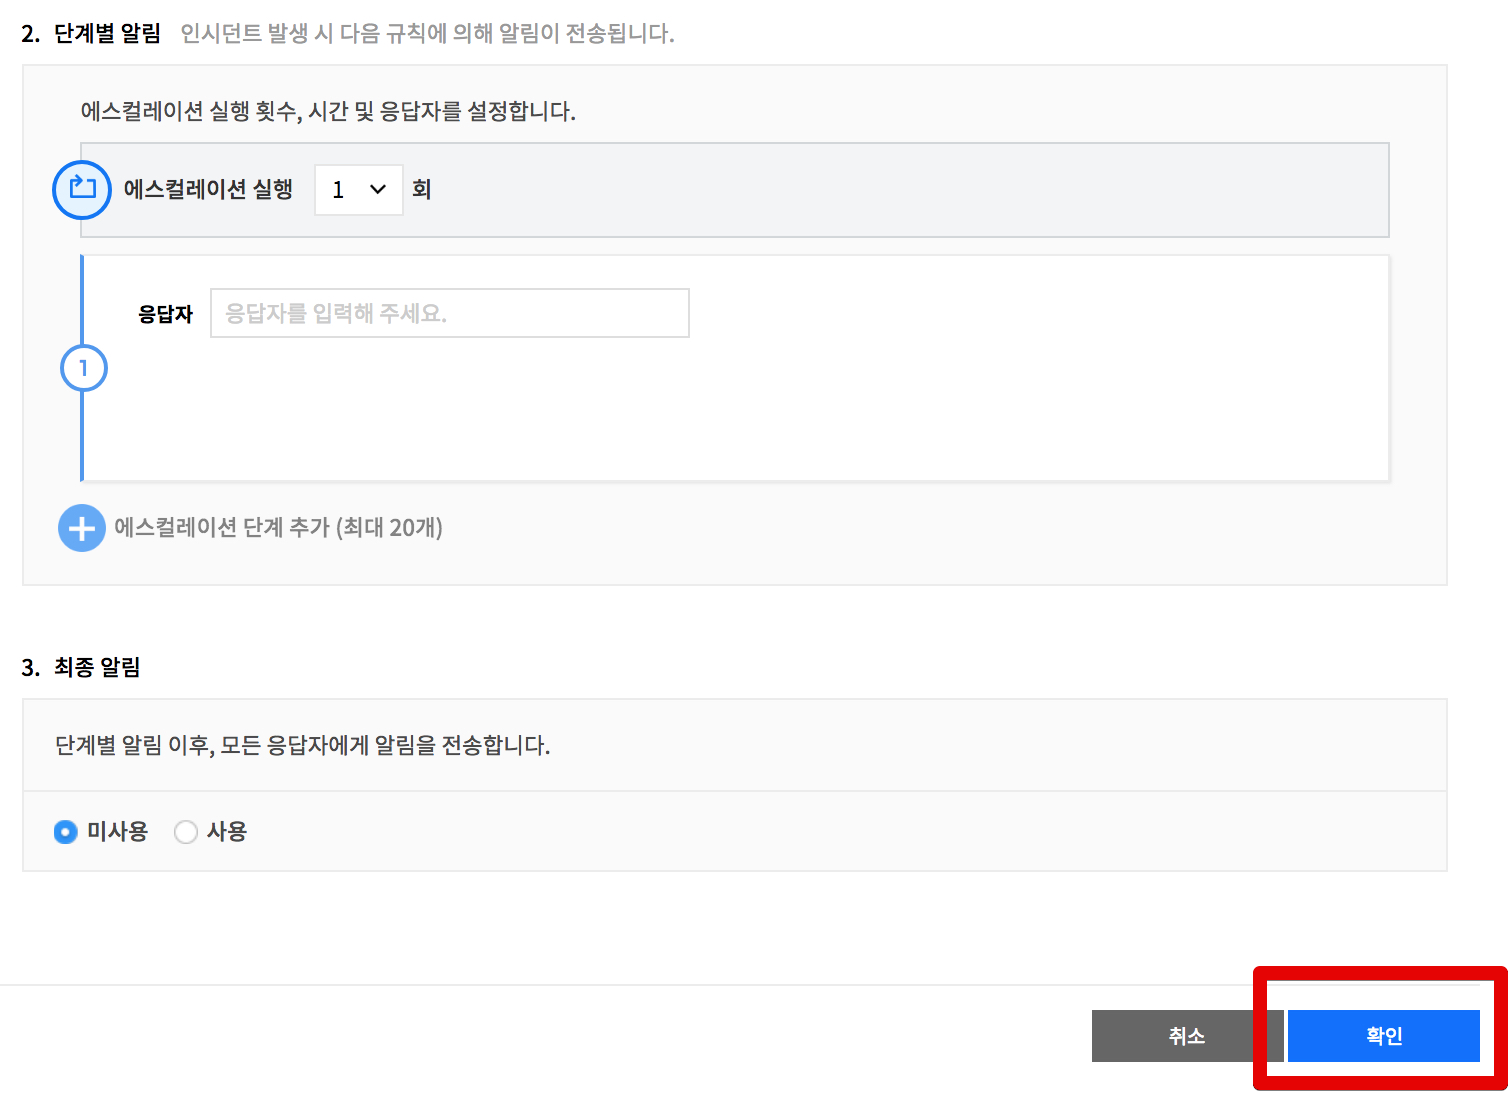 2. 단계별 알림 인시던트 발생 시 다음 규칙에 의해 알림이 전송됩니다.
에스컬레이션 실행 횟수, 시간 및 응답자를 설정합니다.
에스컬레이션 실행 1 회
응답자 응답자를 입력해 주세요.
1
에스컬레이션 단계 추가 (최대 20개)
3. 최종 알림
단계별 알림 이후, 모든 응답자에게 알림을 전송합니다.
미사용 사용
취소 확인